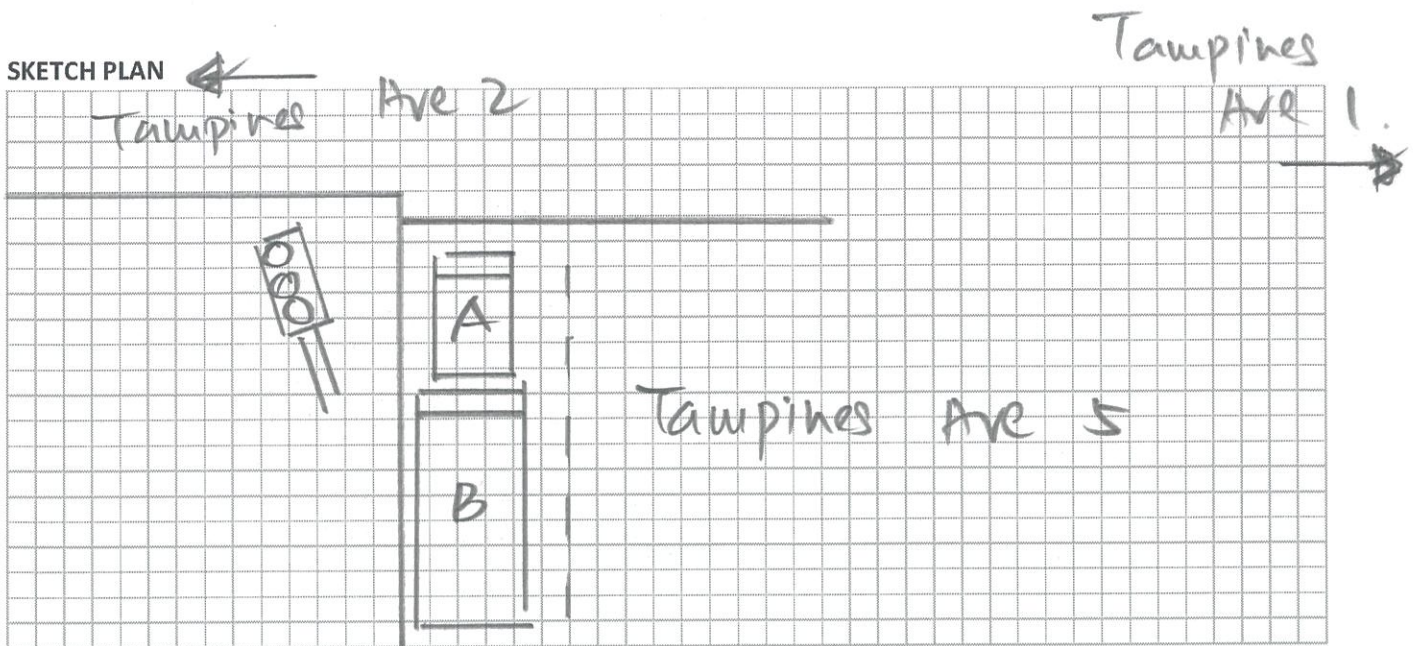 SKETCH PLAN
Tampines Ave 2
Tampines
Ave 1.
A
Tampines Ave 5
B